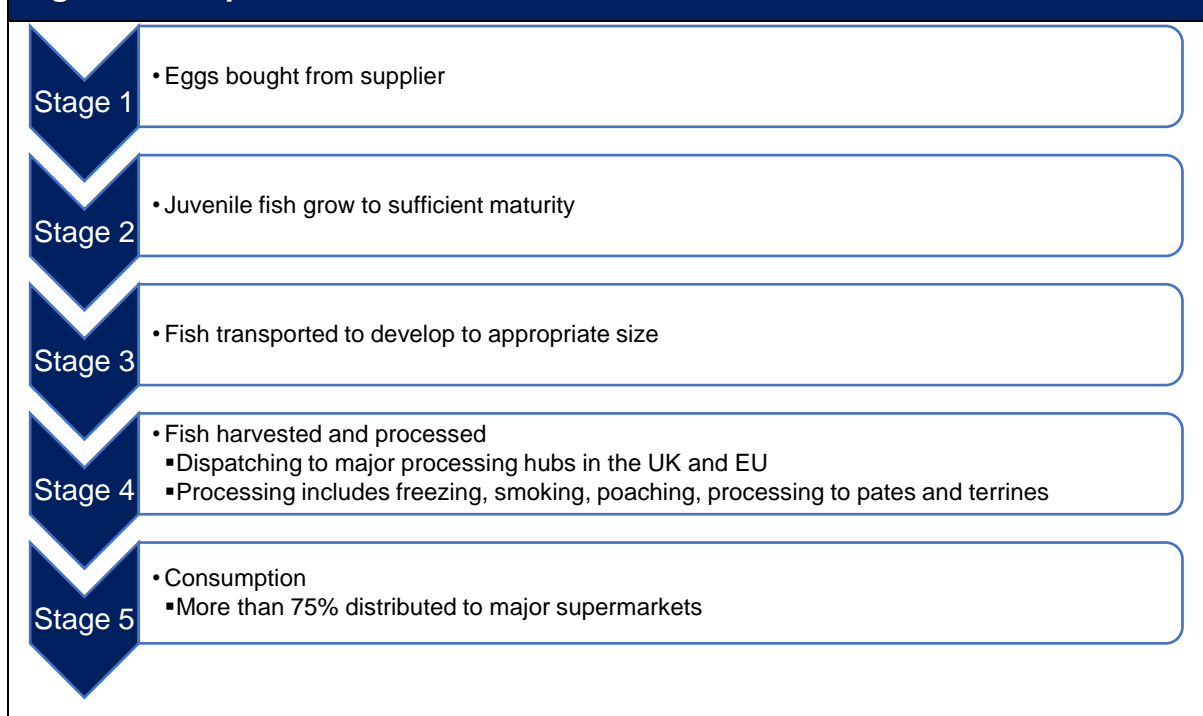 Stage 1
• Eggs bought from supplier
Stage 2
• Juvenile fish grow to sufficient maturity
Stage 3
• Fish transported to develop to appropriate size
Stage 4
• Fish harvested and processed
▪Dispatching to major processing hubs in the UK and EU
▪Processing includes freezing, smoking, poaching, processing to pates and terrines
Stage 5
• Consumption
▪More than 75% distributed to major supermarkets